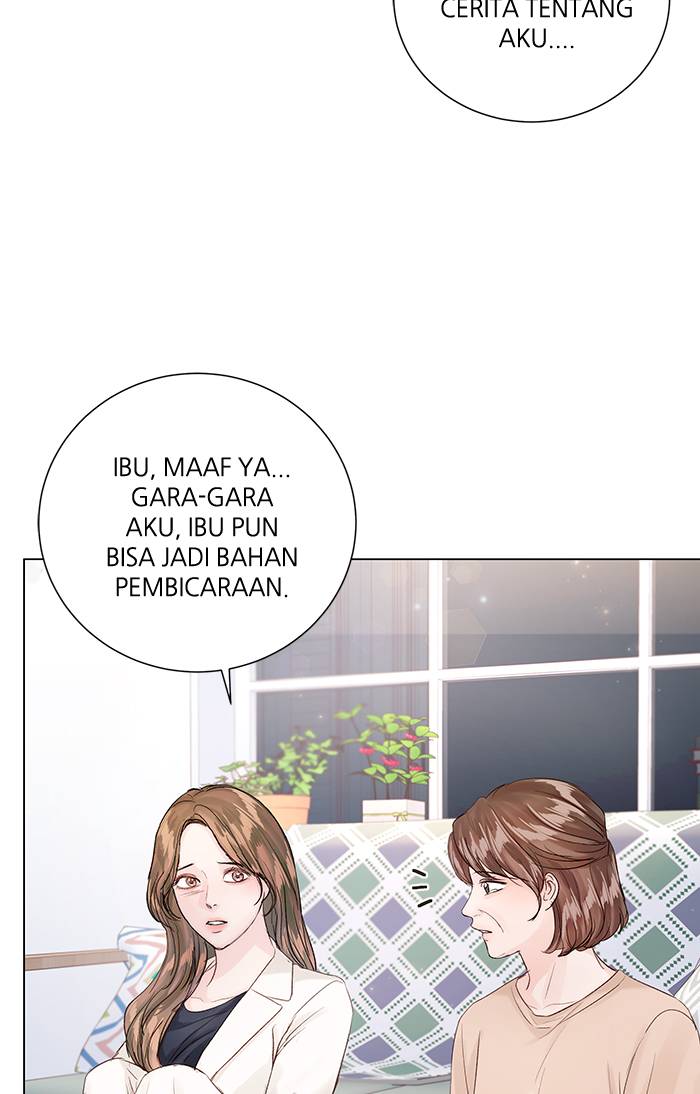 CERITA TENTANG
AKU....
IBU, MAAF YA...
GARA-GARA
AKU, IBU PUN
BISA JADI BAHAN
PEMBICARAAN.